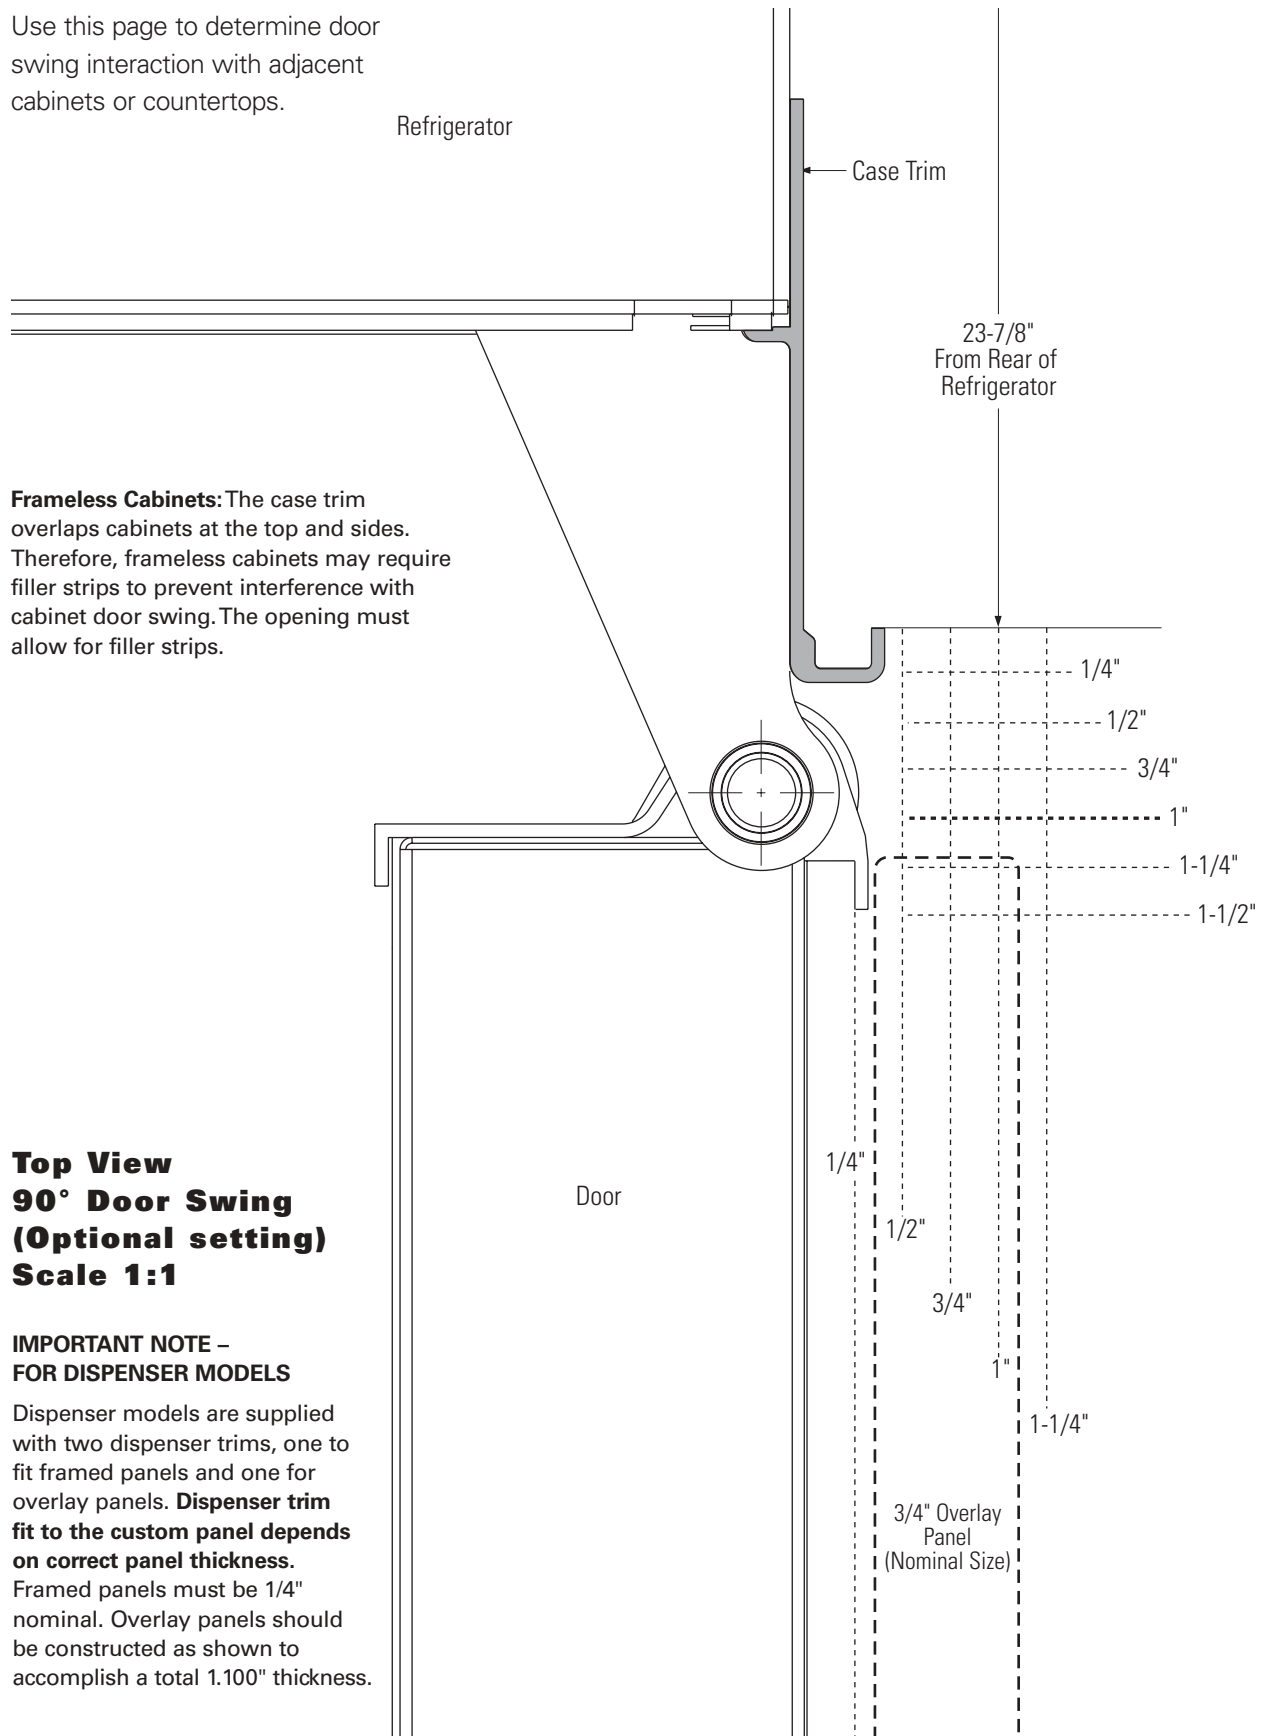 Use this page to determine door
swing interaction with adjacent
cabinets or countertops.
Refrigerator
Case Trim
23-7/8"
From Rear of
Refrigerator
Frameless Cabinets: The case trim
overlaps cabinets at the top and sides.
Therefore, frameless cabinets may require
filler strips to prevent interference with
cabinet door swing. The opening must
allow for filler strips.
1/4"
1/2"
3/4"
1"
1-1/4"
1-1/2"
Top View
90° Door Swing
(Optional setting)
Scale 1:1
Door
1/4"
1/2"
3/4"
1"
1-1/4"
3/4" Overlay
Panel
(Nominal Size)
IMPORTANT NOTE –
FOR DISPENSER MODELS
Dispenser models are supplied
with two dispenser trims, one to
fit framed panels and one for
overlay panels. Dispenser trim
fit to the custom panel depends
on correct panel thickness.
Framed panels must be 1/4"
nominal. Overlay panels should
be constructed as shown to
accomplish a total 1.100" thickness.